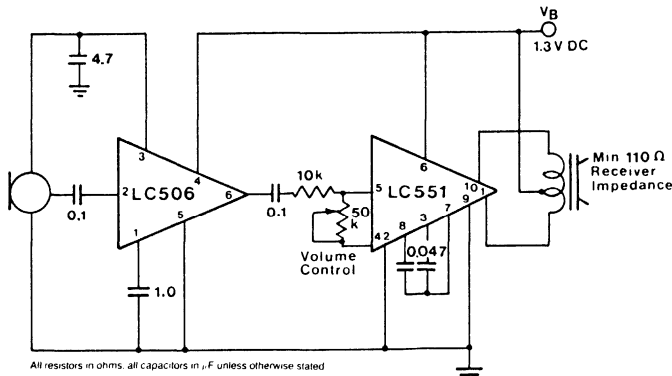 V_B
1.3 V DC
4.7
3
4
6
2 LC506
5
1
0.1
1.0
10k
0.1
50
k
Volume
Control
6
5 LC551
10
1
9
4 2 8 3 7
0.047
Min 110 Ω
Receiver
Impedance
All resistors in ohms, all capacitors in µF unless otherwise stated